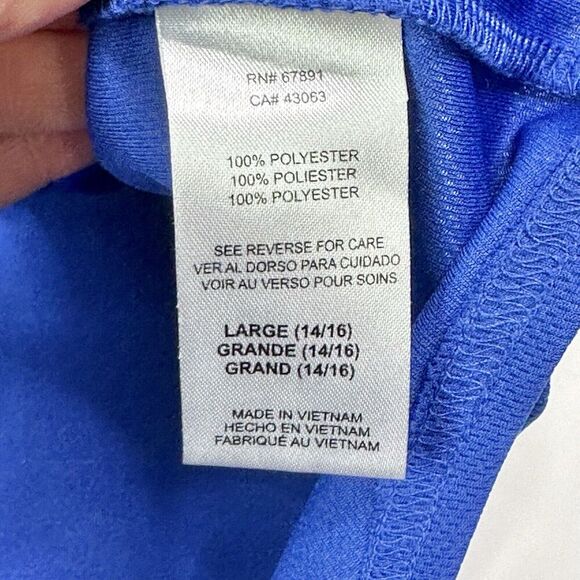 RN# 67891
CA# 43063
100% POLYESTER
100% POLIESTER
100% POLYESTER
SEE REVERSE FOR CARE
VER AL DORSO PARA CUIDADO
VOIR AU VERSO POUR SOINS
LARGE (14/16)
GRANDE (14/16)
GRAND (14/16)
MADE IN VIETNAM
HECHO EN VIETNAM
FABRIQUÉ AU VIETNAM